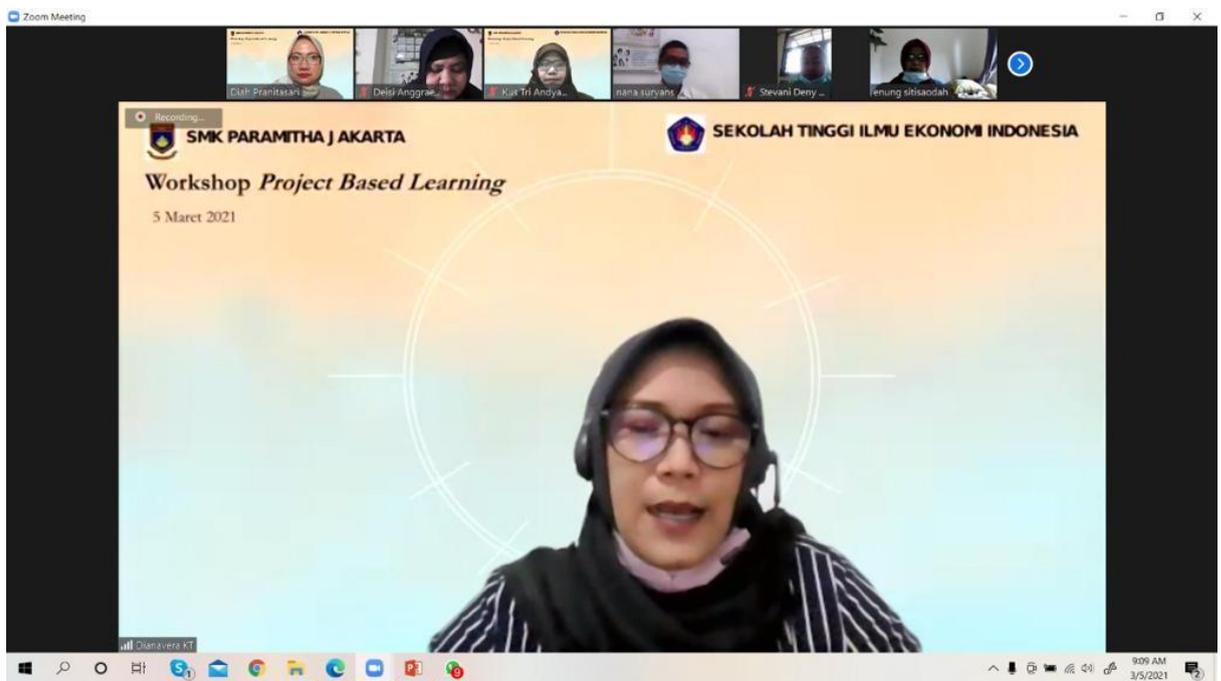 Zoom Meeting
Diah Pranitasari
Deisi Anggrae...
Kus Tri Andya...
nana suryans
Stevani Deny ...
enung sitisaodah
Recording...
SMK PARAMITHA JAKARTA
SEKOLAH TINGGI ILMU EKONOMI INDONESIA
Workshop Project Based Learning
5 Maret 2021
Dianavera KT
9:09 AM
3/5/2021